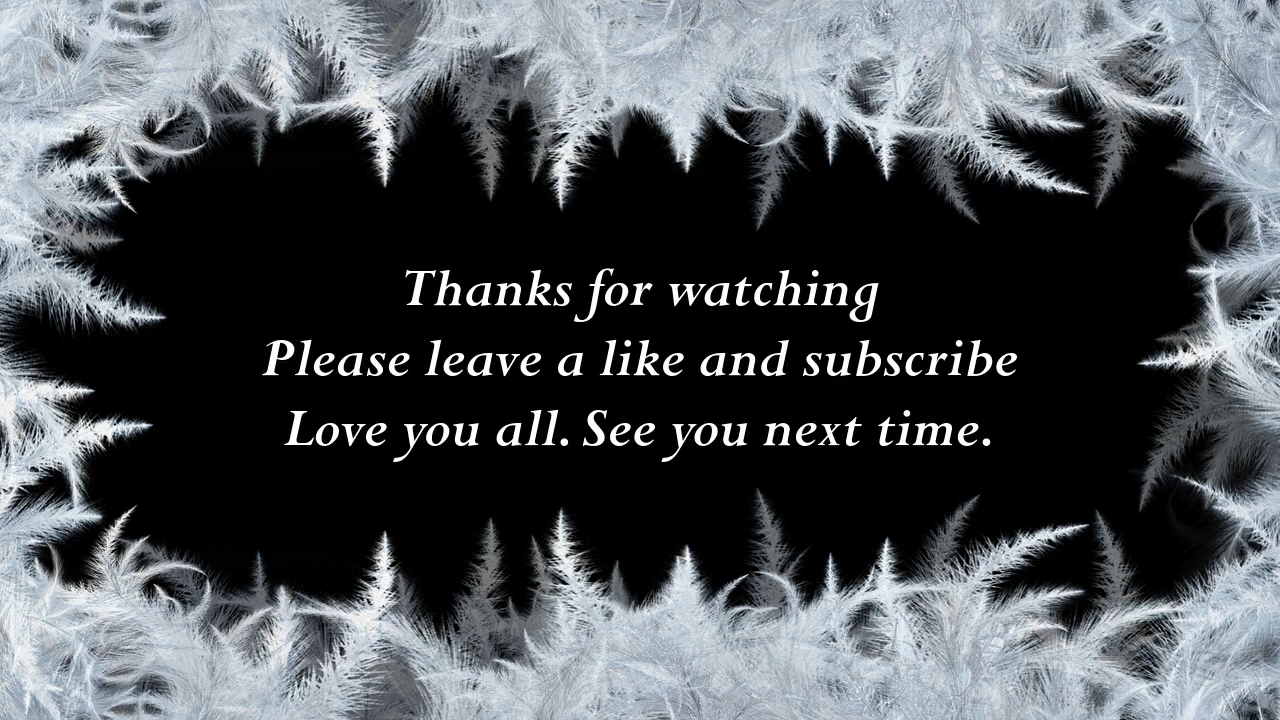 Thanks for watching
Please leave a like and subscribe
Love you all. See you next time.